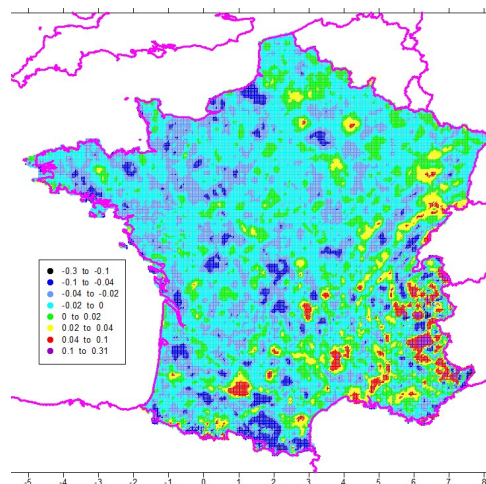 -0.3 to -0.1
-0.1 to -0.04
-0.04 to -0.02
-0.02 to 0
0 to 0.02
0.02 to 0.04
0.04 to 0.1
0.1 to 0.31
-5 -4 -3 -2 -1 0 1 2 3 4 5 6 7 8